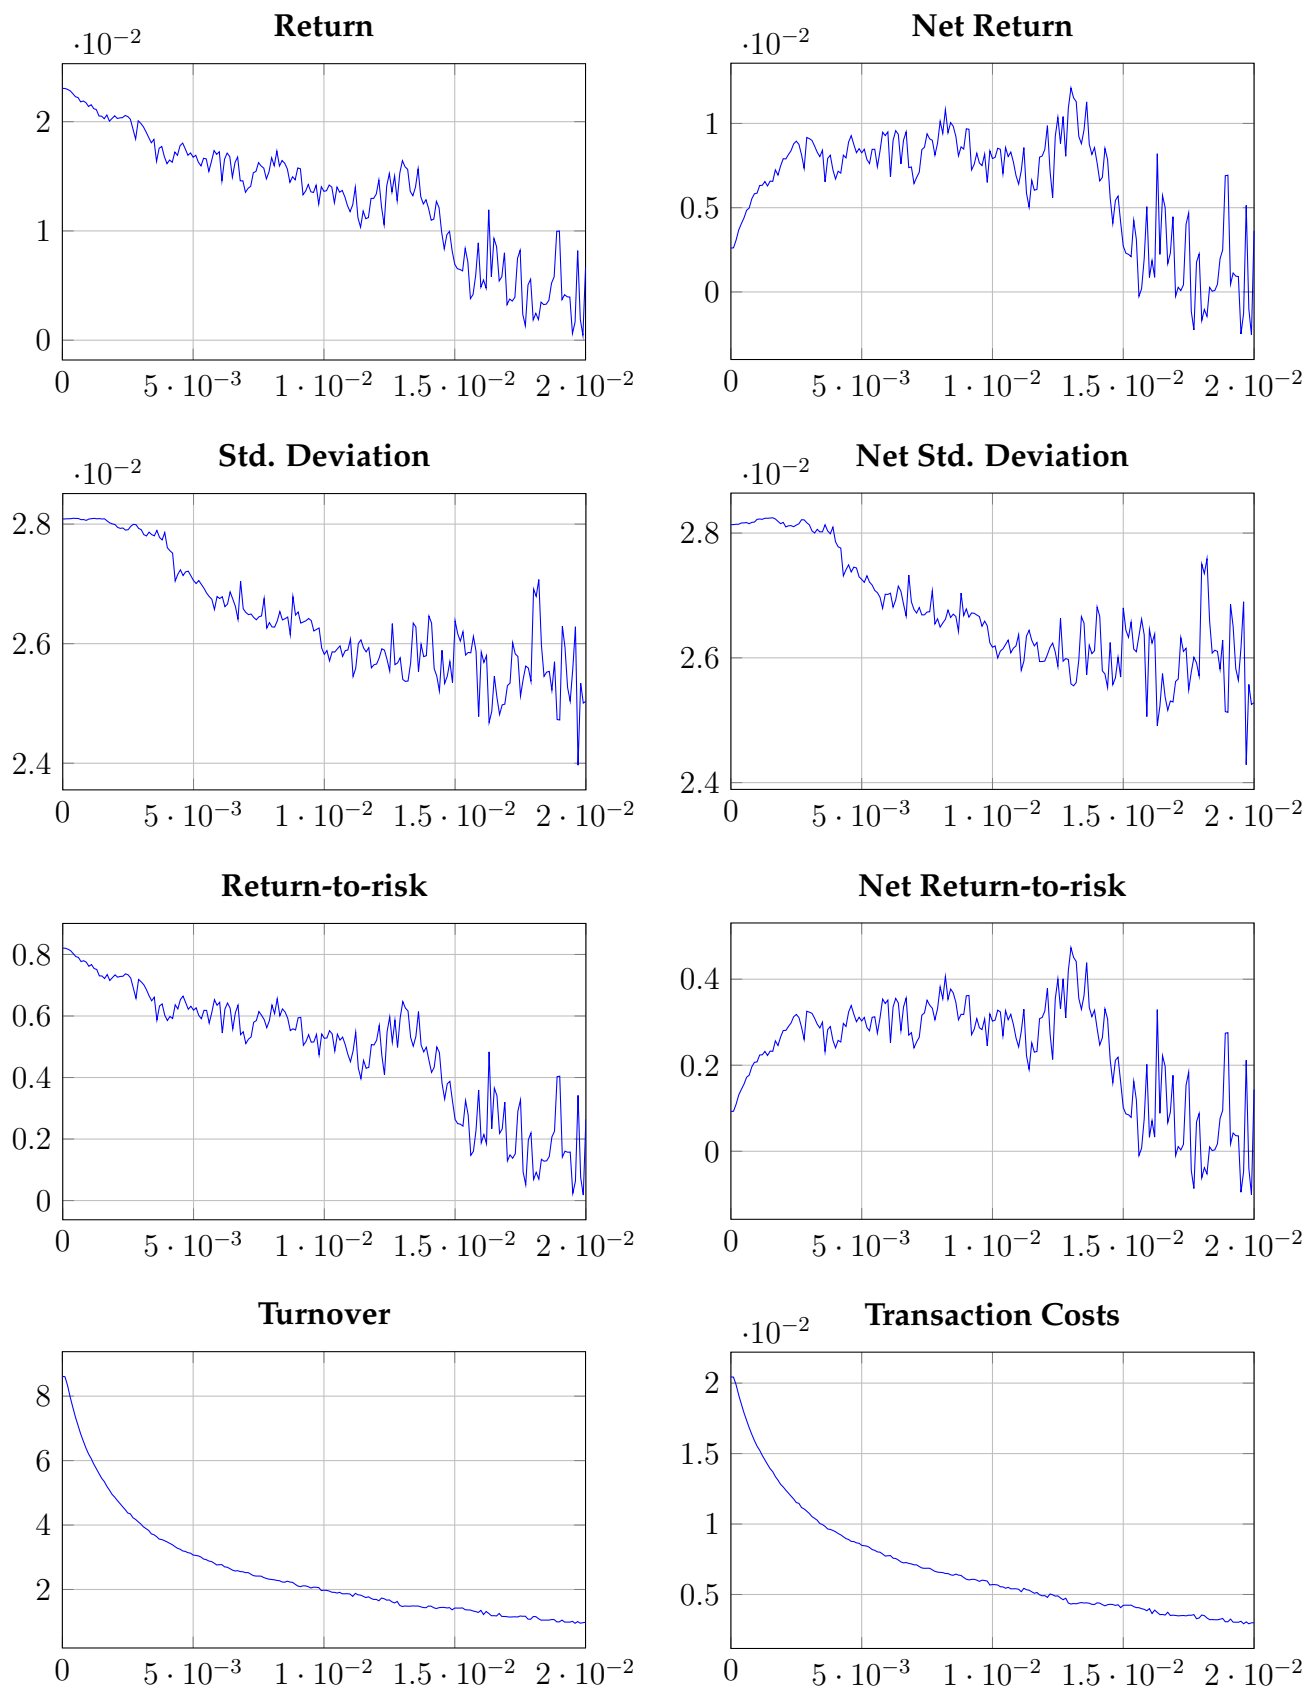 Return
Net Return
·10⁻²
·10⁻²
2
1
0
1
0.5
0
0 5 · 10⁻³ 1 · 10⁻² 1.5 · 10⁻² 2 · 10⁻²
0 5 · 10⁻³ 1 · 10⁻² 1.5 · 10⁻² 2 · 10⁻²
Std. Deviation
Net Std. Deviation
·10⁻²
·10⁻²
2.8
2.6
2.4
2.8
2.6
2.4
0 5 · 10⁻³ 1 · 10⁻² 1.5 · 10⁻² 2 · 10⁻²
0 5 · 10⁻³ 1 · 10⁻² 1.5 · 10⁻² 2 · 10⁻²
Return-to-risk
Net Return-to-risk
0.8
0.6
0.4
0.2
0
0.4
0.2
0
0 5 · 10⁻³ 1 · 10⁻² 1.5 · 10⁻² 2 · 10⁻²
0 5 · 10⁻³ 1 · 10⁻² 1.5 · 10⁻² 2 · 10⁻²
Turnover
Transaction Costs
·10⁻²
8
6
4
2
2
1.5
1
0.5
0 5 · 10⁻³ 1 · 10⁻² 1.5 · 10⁻² 2 · 10⁻²
0 5 · 10⁻³ 1 · 10⁻² 1.5 · 10⁻² 2 · 10⁻²